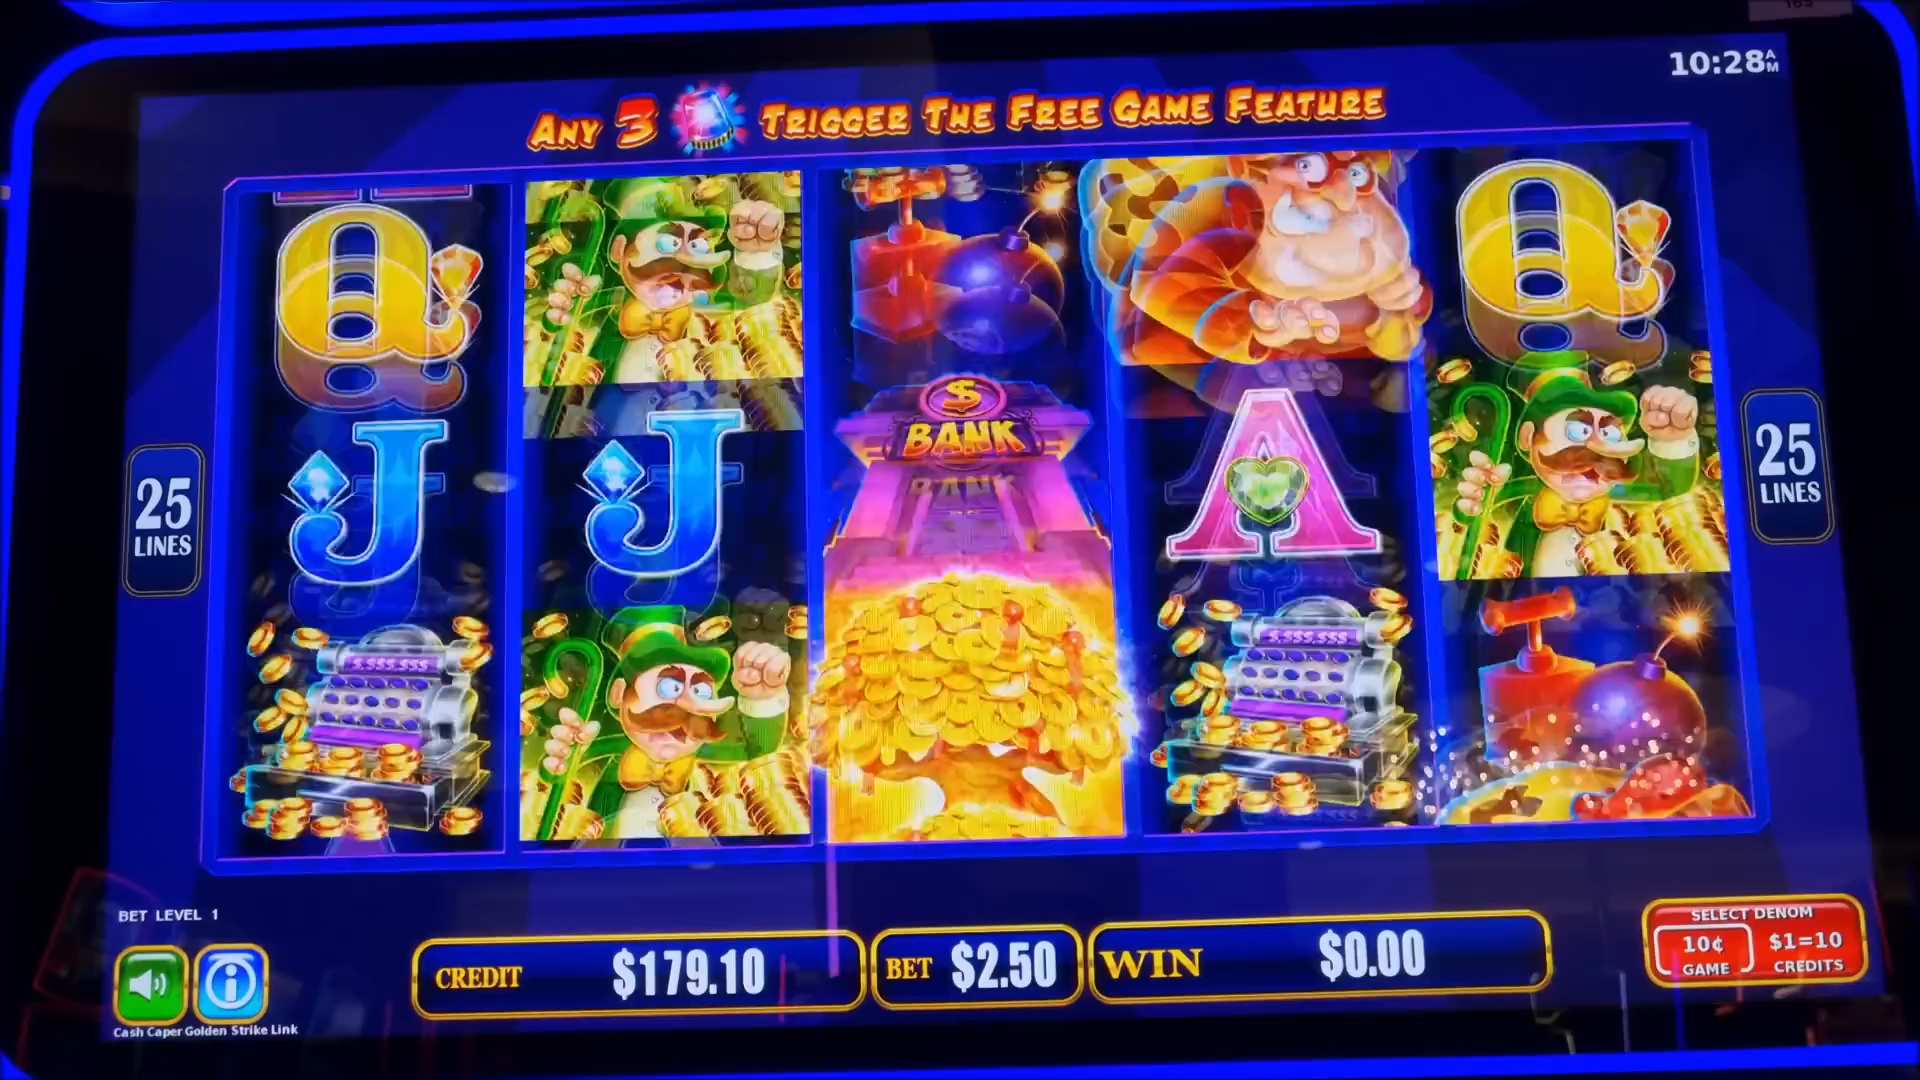 10:28 AM
ANY 3 TRIGGER THE FREE GAME FEATURE
Q
Q
J
J
$
BANK
BANK
A
25
LINES
25
LINES
$,$$$,$$$
$,$$$,$$$
BET LEVEL 1
CREDIT $179.10
BET $2.50
WIN $0.00
SELECT DENOM
10¢
GAME
$1=10
CREDITS
Cash Caper Golden Strike Link